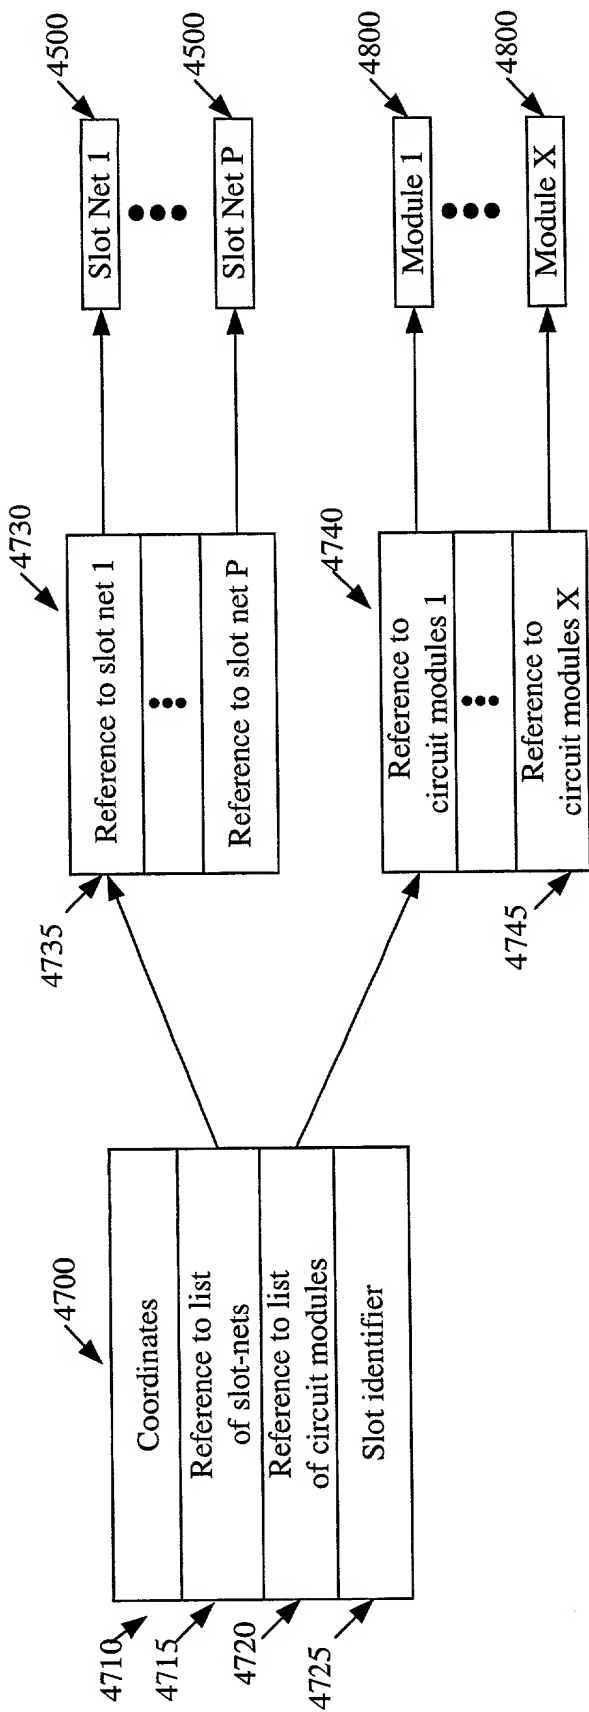 4700
4710
Coordinates
4715
Reference to list
of slot-nets
4720
Reference to list
of circuit modules
4725
Slot identifier
4730
4735
Reference to slot net 1
•••
Reference to slot net P
4740
Reference to
circuit modules 1
•••
Reference to
circuit modules X
4745
4500
Slot Net 1
•••
4500
Slot Net P
4800
Module 1
•••
4800
Module X